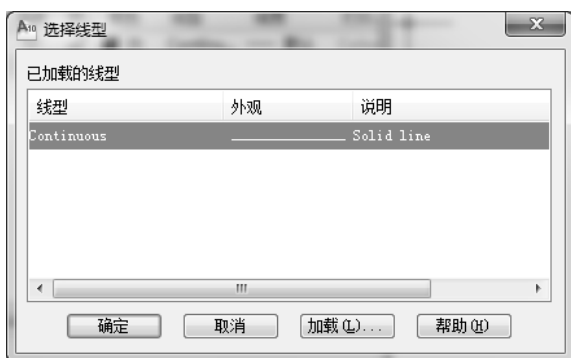 A10 选择线型
已加载的线型
线型 外观 说明
Continuous Solid line
确定 取消 加载(L)... 帮助(H)